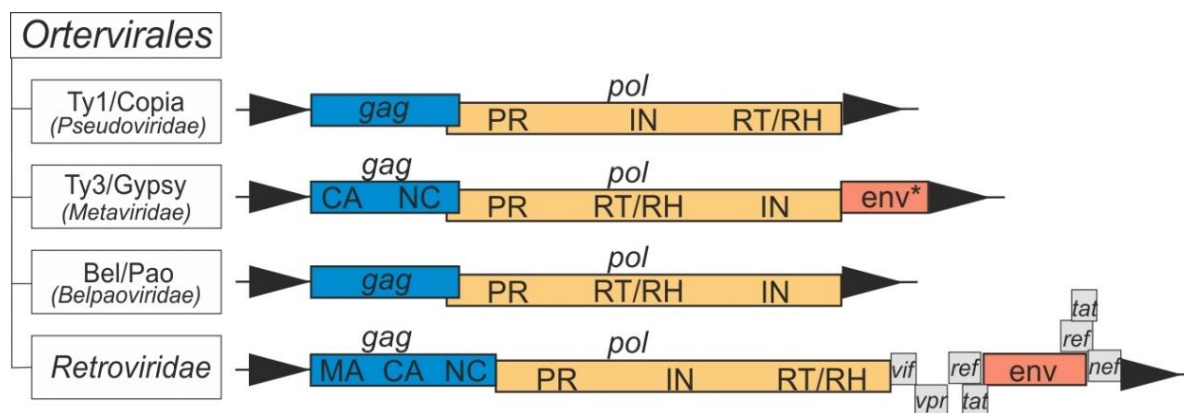 Ortervirales
Ty1/Copia
(Pseudoviridae)
gag
pol
PR IN RT/RH
Ty3/Gypsy
(Metaviridae)
gag
CA NC
pol
PR RT/RH IN
env*
Bel/Pao
(Belpaoviridae)
gag
pol
PR RT/RH IN
Retroviridae
gag
MA CA NC
pol
PR IN RT/RH
vif
vpr
ref
tat
env
ref
tat
nef